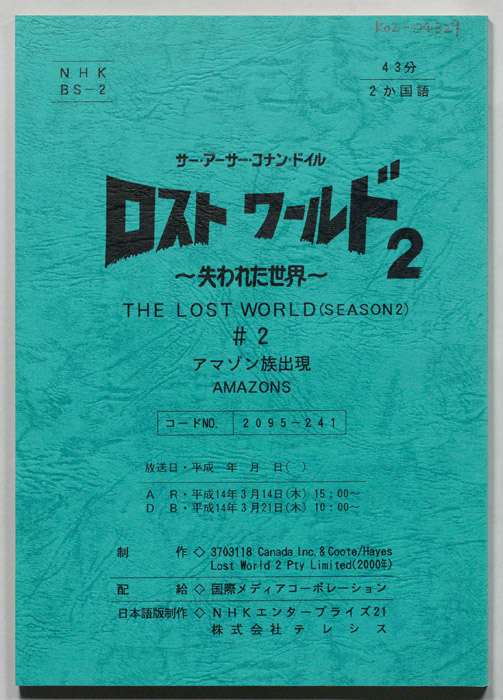 K02-04329
NHK
BS-2
43分
2か国語
サー・アーサー・コナン・ドイル
ロスト ワールド2
〜失われた世界〜
THE LOST WORLD(SEASON2)
#2
アマゾン族出現
AMAZONS
コードNO. 2095-241
放送日・平成 年 月 日( )
AR・平成14年3月14日(木) 15:00〜
DB・平成14年3月21日(木) 10:00〜
制作◇3703118 Canada Inc.&Coote/Hayes
Lost World 2 Pty Limited(2000年)
配給◇国際メディアコーポレーション
日本語版制作◇NHKエンタープライズ21
株式会社テレシス